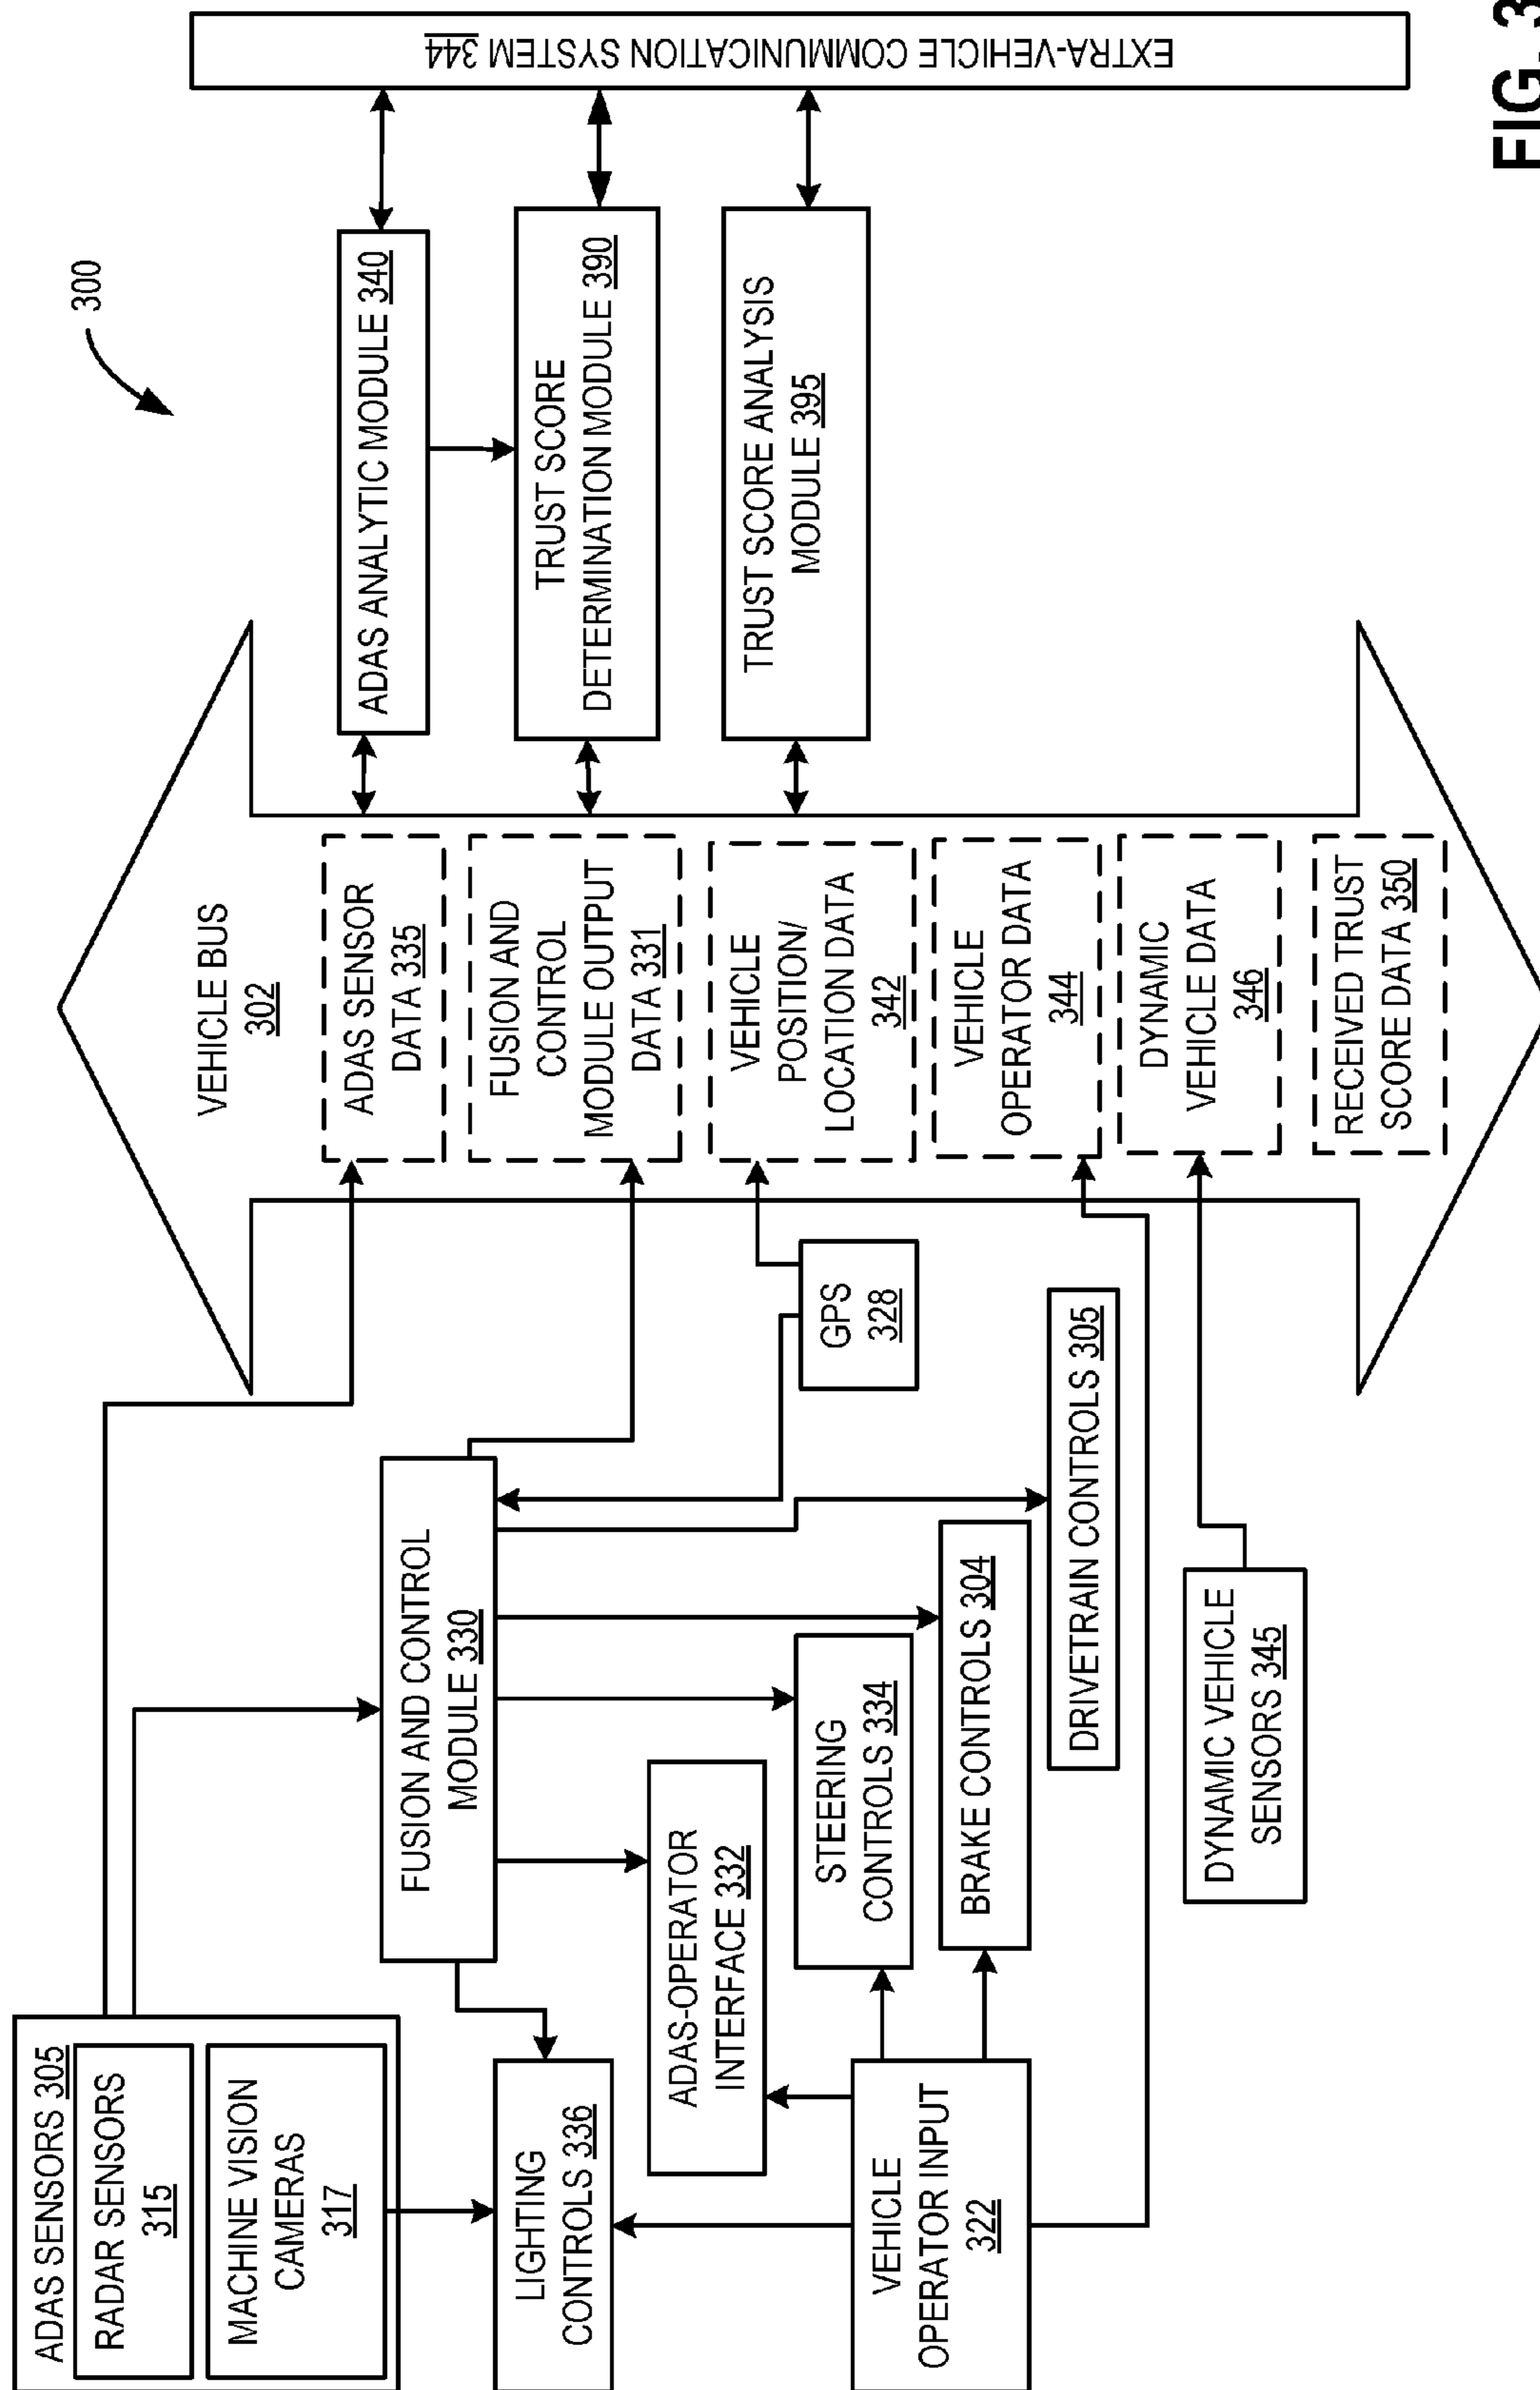 300
ADAS SENSORS 305
RADAR SENSORS
315
MACHINE VISION
CAMERAS
317
LIGHTING
CONTROLS 336
VEHICLE
OPERATOR INPUT
322
FUSION AND CONTROL
MODULE 330
ADAS-OPERATOR
INTERFACE 332
STEERING
CONTROLS 334
BRAKE CONTROLS 304
DRIVETRAIN CONTROLS 305
GPS
328
DYNAMIC VEHICLE
SENSORS 345
VEHICLE BUS
302
ADAS SENSOR
DATA 335
FUSION AND
CONTROL
MODULE OUTPUT
DATA 331
VEHICLE
POSITION/
LOCATION DATA
342
VEHICLE
OPERATOR DATA
344
DYNAMIC
VEHICLE DATA
346
RECEIVED TRUST
SCORE DATA 350
ADAS ANALYTIC MODULE 340
TRUST SCORE
DETERMINATION MODULE 390
TRUST SCORE ANALYSIS
MODULE 395
EXTRA-VEHICLE COMMUNICATION SYSTEM 344
FIG. 3